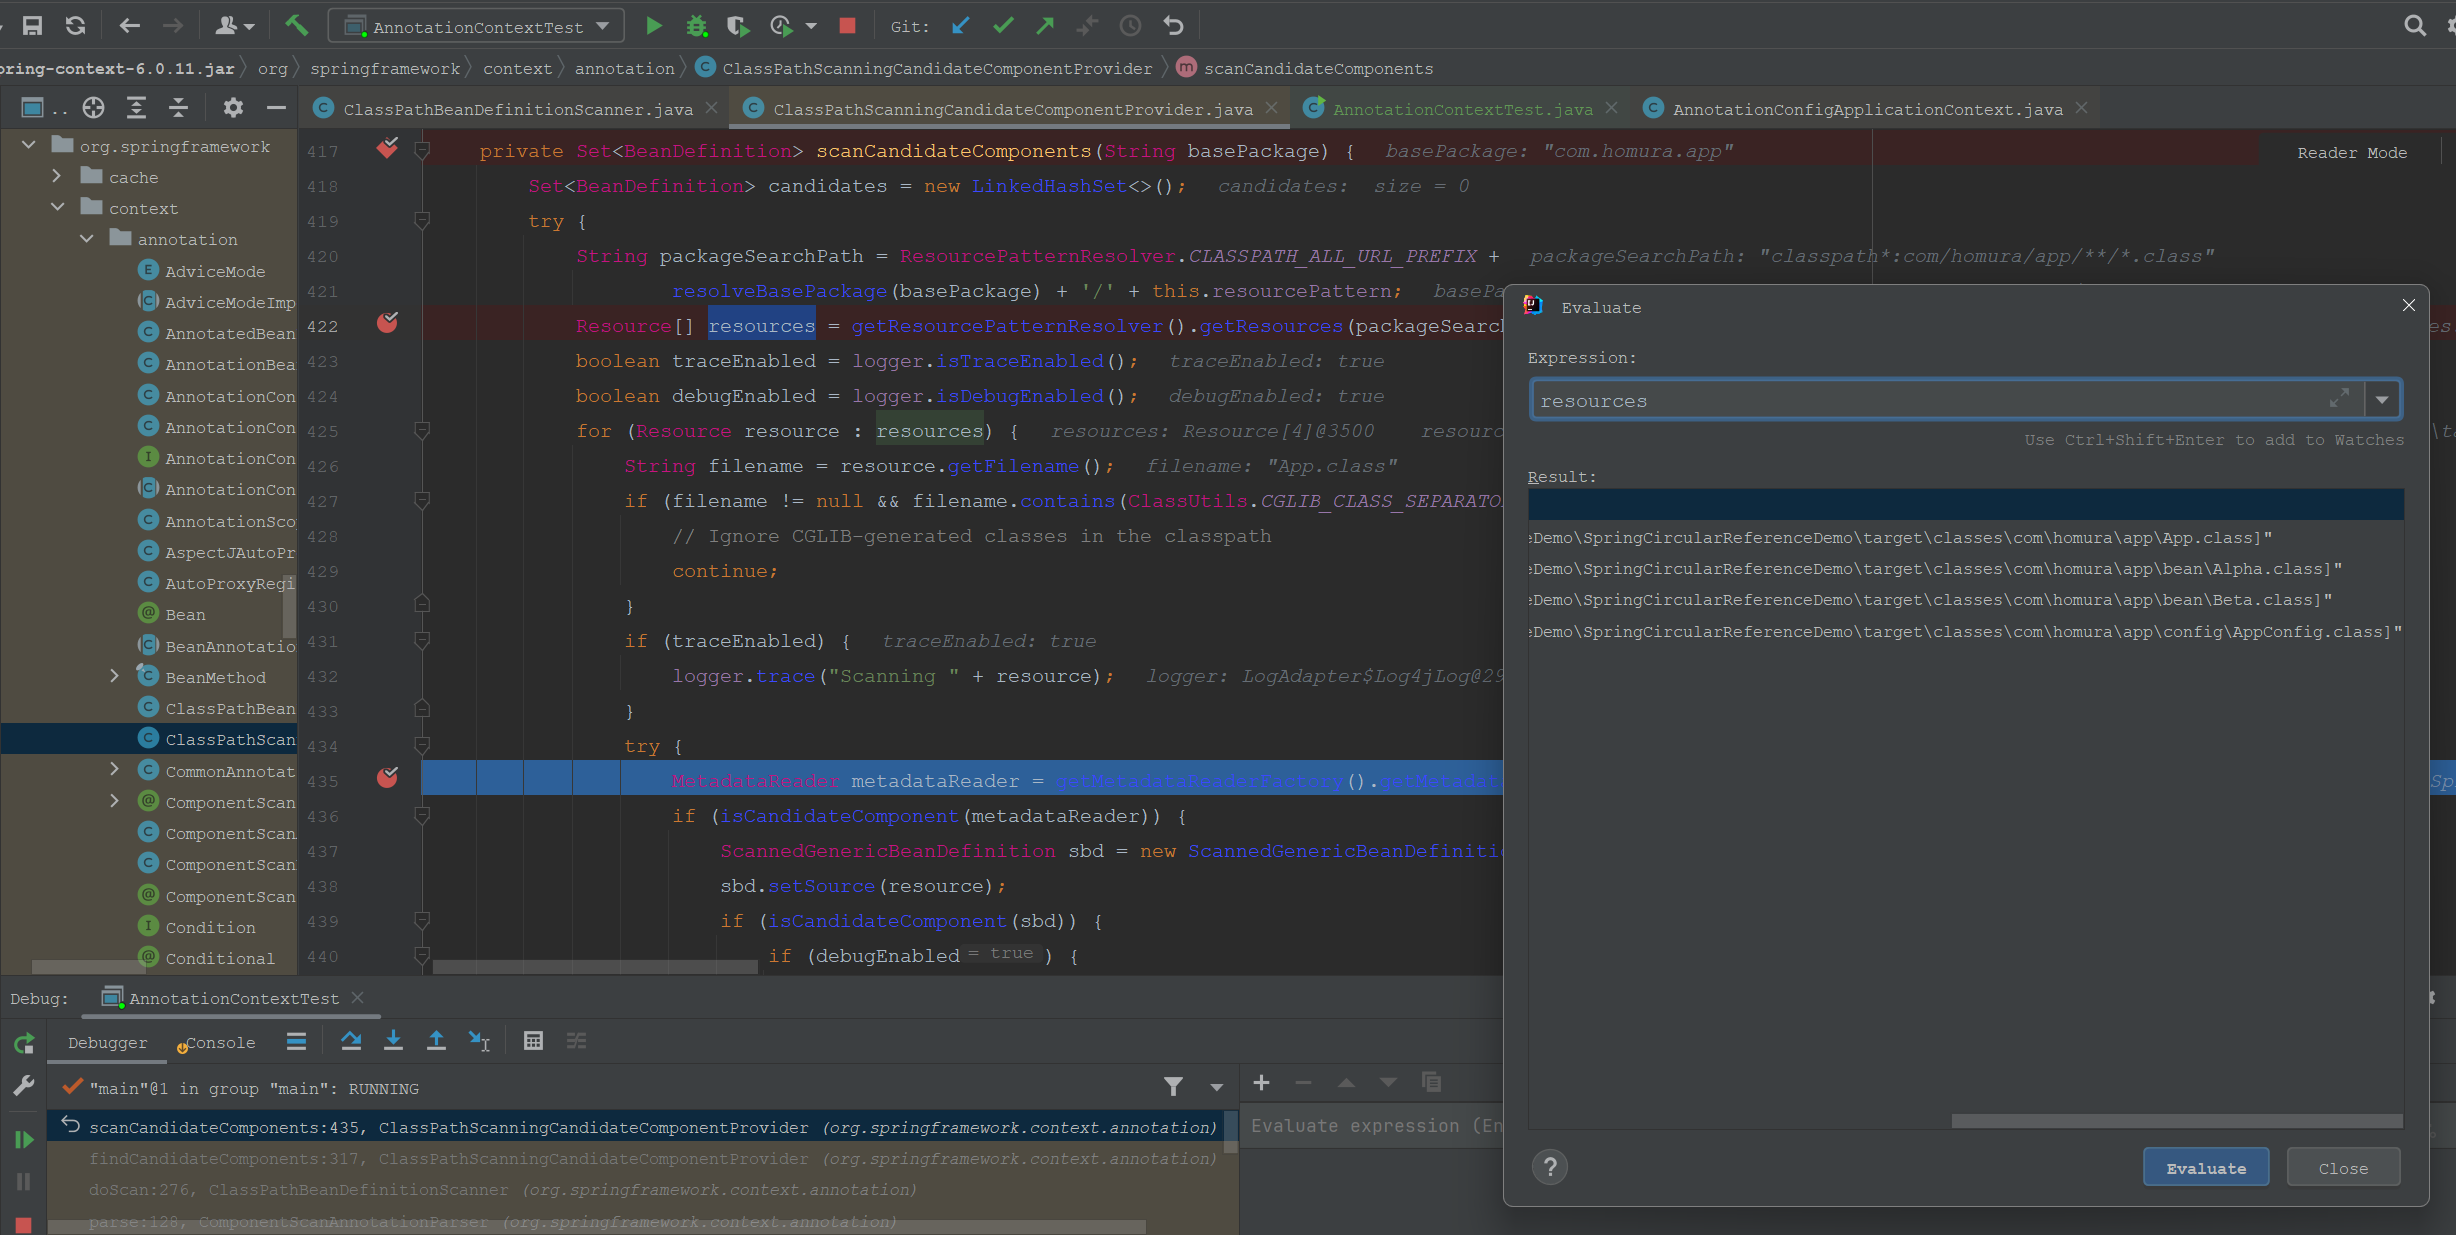 AnnotationContextTest
Git:
pring-context-6.0.11.jar org springframework context annotation ClassPathScanningCandidateComponentProvider scanCandidateComponents
ClassPathBeanDefinitionScanner.java ClassPathScanningCandidateComponentProvider.java AnnotationContextTest.java AnnotationConfigApplicationContext.java
org.springframework
cache
context
annotation
AdviceMode
AdviceModeImp
AnnotatedBean
AnnotationBea
AnnotationCon
AnnotationCon
AnnotationCon
AnnotationCon
AnnotationSco
AspectJAutoPr
AutoProxyRegi
Bean
BeanAnnotatio
BeanMethod
ClassPathBean
ClassPathScan
CommonAnnotat
ComponentScan
ComponentScan
ComponentScan
ComponentScan
Condition
Conditional
Reader Mode
417 private Set<BeanDefinition> scanCandidateComponents(String basePackage) { basePackage: "com.homura.app"
418 Set<BeanDefinition> candidates = new LinkedHashSet<>(); candidates: size = 0
419 try {
420 String packageSearchPath = ResourcePatternResolver.CLASSPATH_ALL_URL_PREFIX + packageSearchPath: "classpath*:com/homura/app/**/*.class"
421 resolveBasePackage(basePackage) + '/' + this.resourcePattern; basePa
422 Resource[] resources = getResourcePatternResolver().getResources(packageSearch
423 boolean traceEnabled = logger.isTraceEnabled(); traceEnabled: true
424 boolean debugEnabled = logger.isDebugEnabled(); debugEnabled: true
425 for (Resource resource : resources) { resources: Resource[4]@3500 resourc
426 String filename = resource.getFilename(); filename: "App.class"
427 if (filename != null && filename.contains(ClassUtils.CGLIB_CLASS_SEPARATO
428 // Ignore CGLIB-generated classes in the classpath
429 continue;
430 }
431 if (traceEnabled) { traceEnabled: true
432 logger.trace("Scanning " + resource); logger: LogAdapter$Log4jLog@29
433 }
434 try {
435 MetadataReader metadataReader = getMetadataReaderFactory().getMetadat
436 if (isCandidateComponent(metadataReader)) {
437 ScannedGenericBeanDefinition sbd = new ScannedGenericBeanDefiniti
438 sbd.setSource(resource);
439 if (isCandidateComponent(sbd)) {
440 if (debugEnabled = true ) {
Evaluate
Expression:
resources
Use Ctrl+Shift+Enter to add to Watches
Result:
eDemo\SpringCircularReferenceDemo\target\classes\com\homura\app\App.class]"
eDemo\SpringCircularReferenceDemo\target\classes\com\homura\app\bean\Alpha.class]"
eDemo\SpringCircularReferenceDemo\target\classes\com\homura\app\bean\Beta.class]"
eDemo\SpringCircularReferenceDemo\target\classes\com\homura\app\config\AppConfig.class]"
? Evaluate Close
Debug: AnnotationContextTest
Debugger Console
"main"@1 in group "main": RUNNING
scanCandidateComponents:435, ClassPathScanningCandidateComponentProvider (org.springframework.context.annotation)
findCandidateComponents:317, ClassPathScanningCandidateComponentProvider (org.springframework.context.annotation)
doScan:276, ClassPathBeanDefinitionScanner (org.springframework.context.annotation)
parse:128, ComponentScanAnnotationParser (org.springframework.context.annotation)
Evaluate expression (En